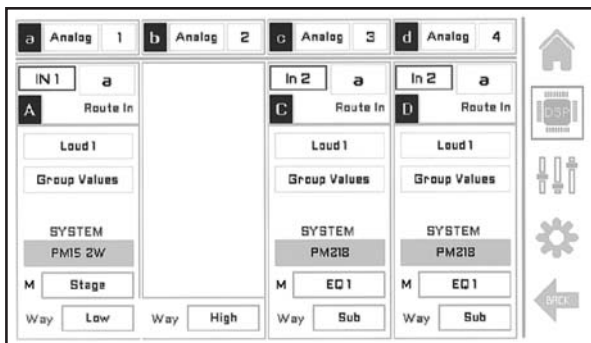 a Analog 1 b Analog 2 c Analog 3 d Analog 4
IN 1 a In 2 a In 2 a
A Route In C Route In D Route In
Loud 1 Loud 1 Loud 1
Group Values Group Values Group Values
SYSTEM SYSTEM SYSTEM
PM15 2W PM218 PM218
M Stage M EQ 1 M EQ 1
Way Low Way High Way Sub Way Sub
DSP
BACK